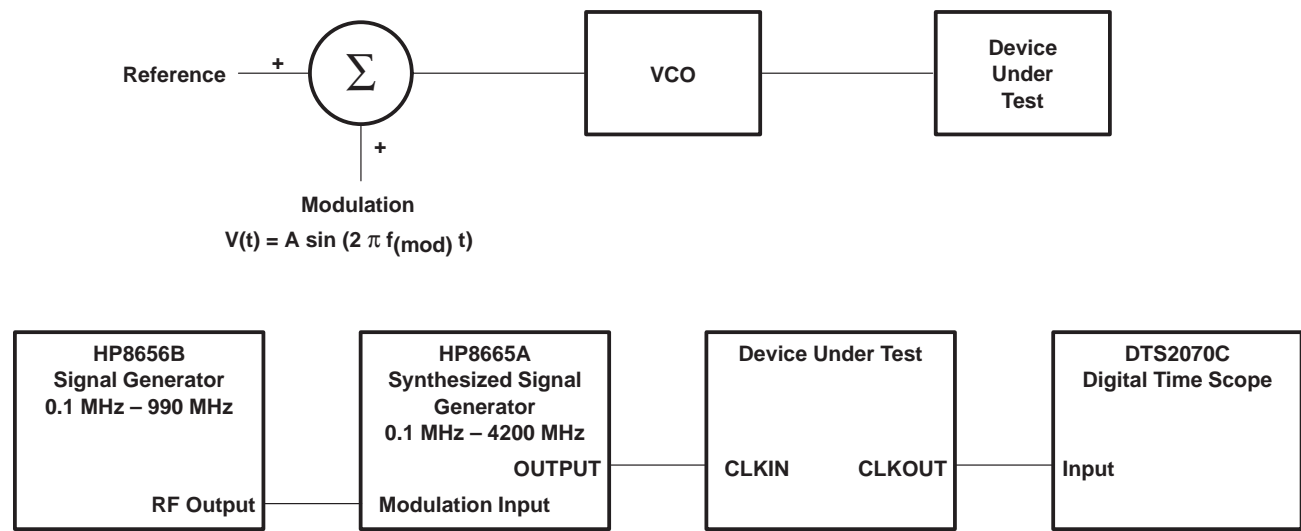 Reference
+
Σ
VCO
Device
Under
Test
+
Modulation
V(t) = A sin (2 π f(mod) t)
HP8656B
Signal Generator
0.1 MHz – 990 MHz
RF Output
HP8665A
Synthesized Signal
Generator
0.1 MHz – 4200 MHz
OUTPUT
Modulation Input
Device Under Test
CLKIN
CLKOUT
DTS2070C
Digital Time Scope
Input